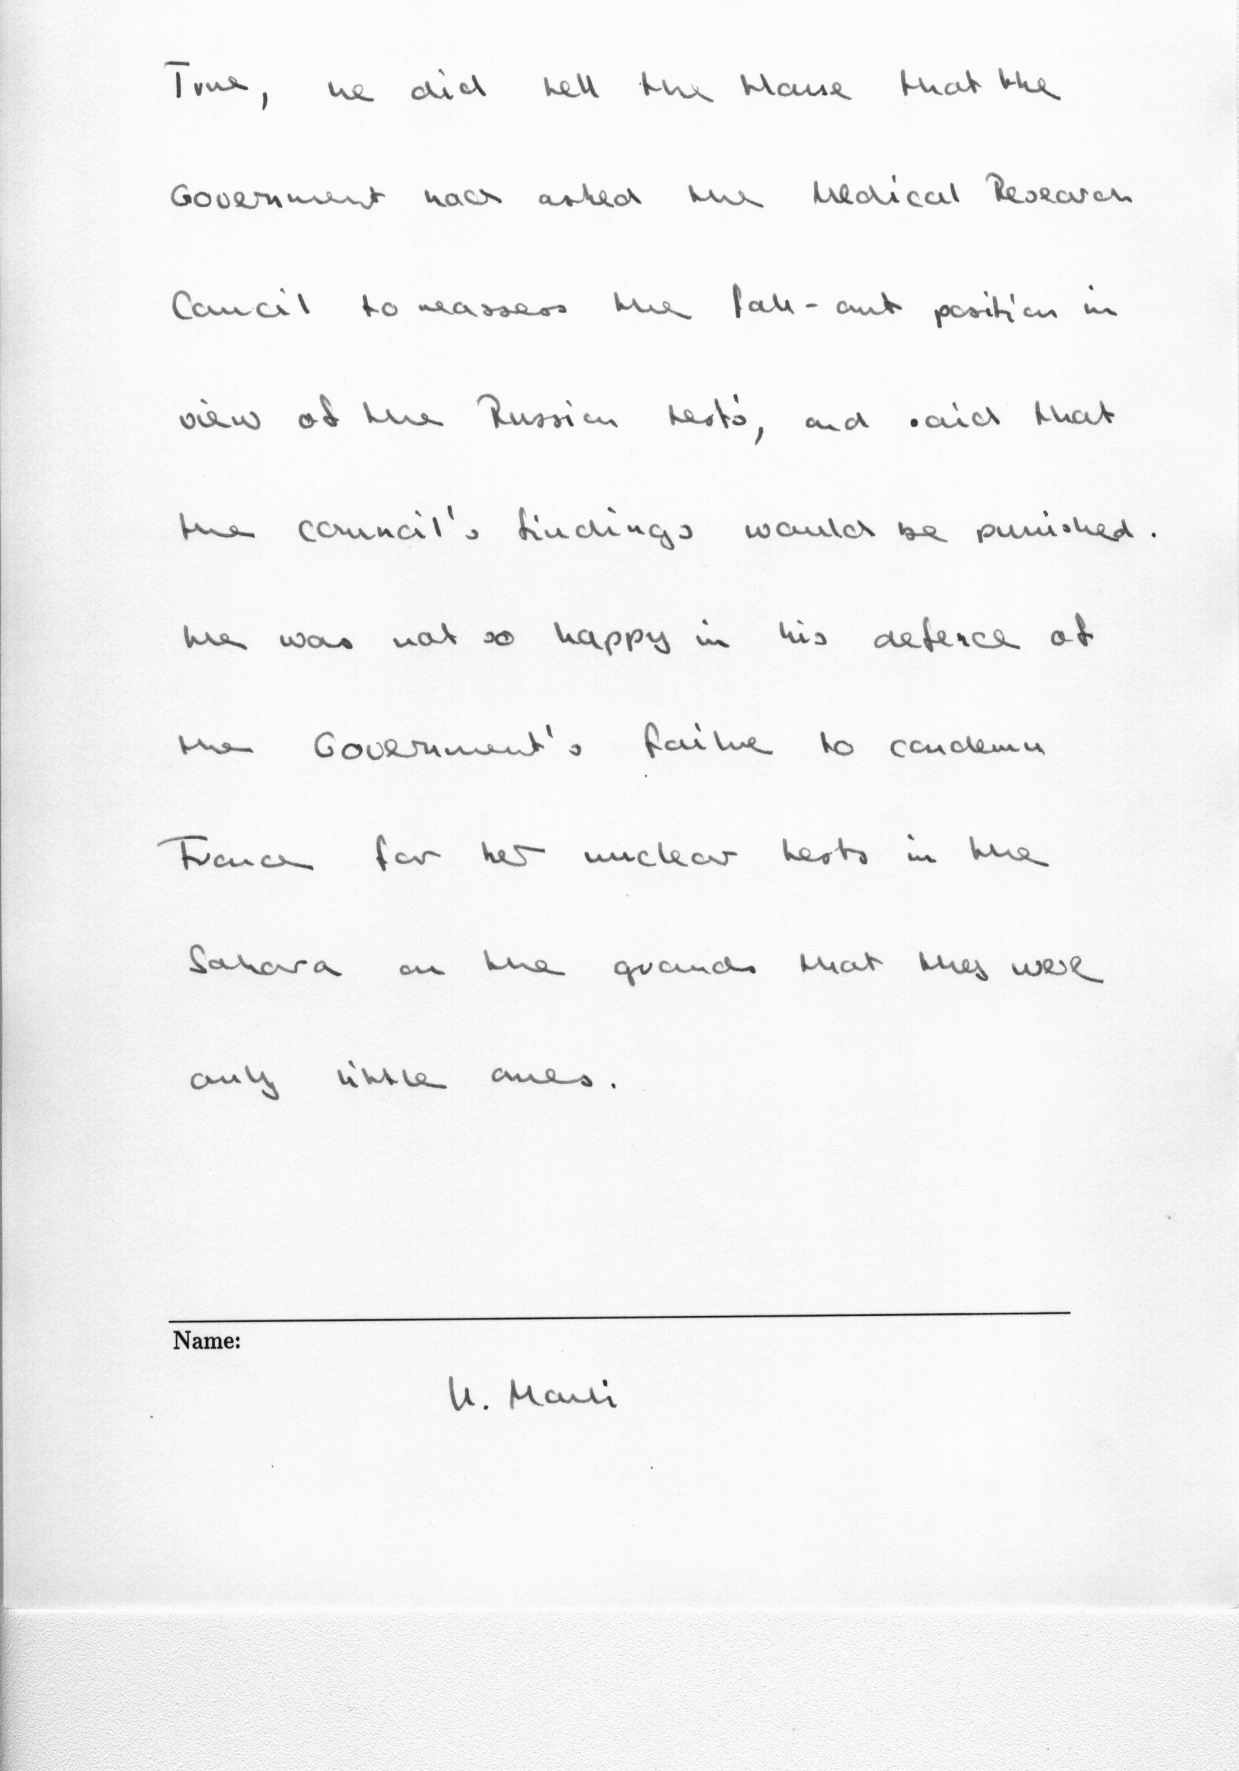 True, he did tell the House that the
Government had asked the Medical Research
Council to reassess the fall-out position in
view of the Russian tests, and said that
the council's findings would be punished.
He was not so happy in his defence of
the Government's failure to condemn
France for her nuclear tests in the
Sahara on the grounds that they were
only little ones.
Name:
U. Marti